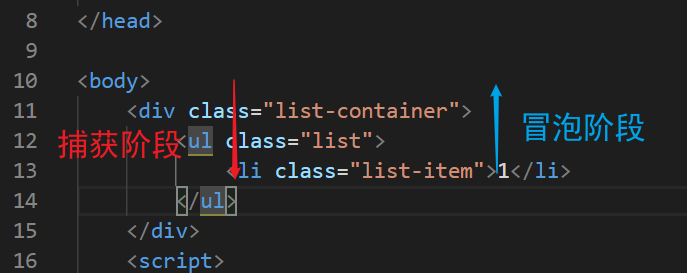 8 </head>
9
10 <body>
11 <div class="list-container">
捕获阶段
冒泡阶段
12 <ul class="list">
13 <li class="list-item">1</li>
14 </ul>
15 </div>
16 <script>